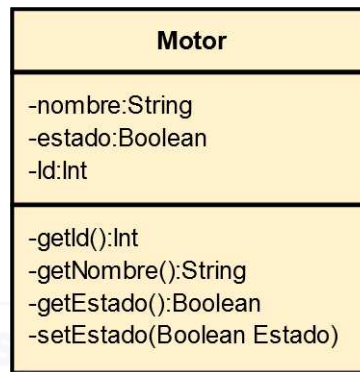 Motor
-nombre:String
-estado:Boolean
-Id:Int
-getId():Int
-getNombre():String
-getEstado():Boolean
-setEstado(Boolean Estado)